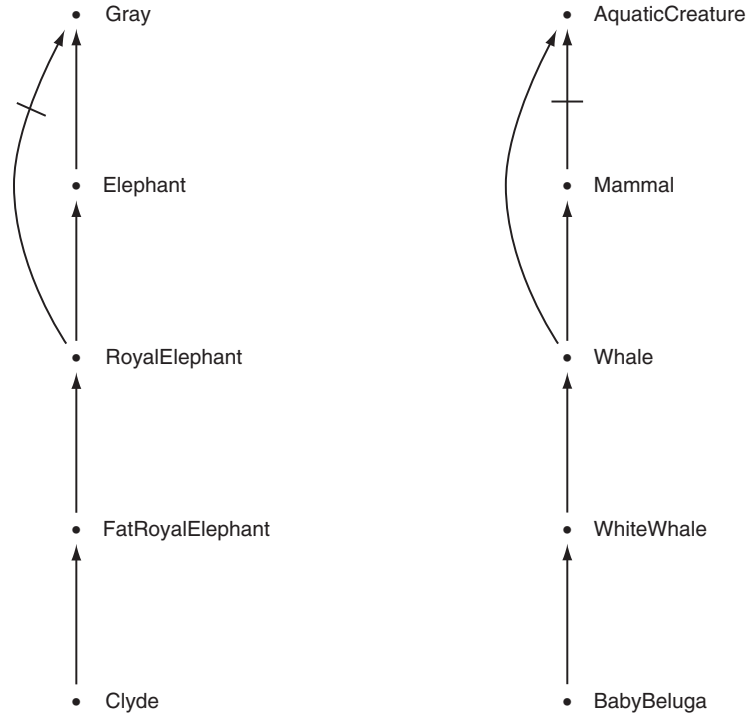 Gray
Elephant
RoyalElephant
FatRoyalElephant
Clyde
AquaticCreature
Mammal
Whale
WhiteWhale
BabyBeluga